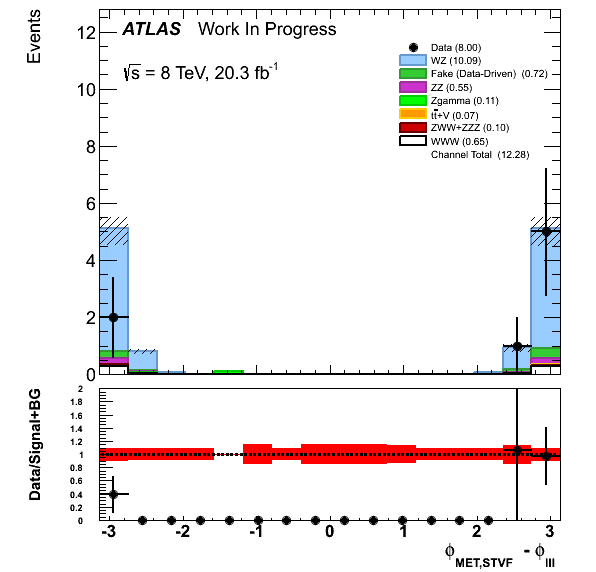 Events
ATLAS Work In Progress
√s = 8 TeV, 20.3 fb⁻¹
Data (8.00)
WZ (10.09)
Fake (Data-Driven) (0.72)
ZZ (0.55)
Zgamma (0.11)
tt̄+V (0.07)
ZWW+ZZZ (0.10)
WWW (0.65)
Channel Total (12.28)
12
10
8
6
4
2
0
Data/Signal+BG
2
1.8
1.6
1.4
1.2
1
0.8
0.6
0.4
0.2
0
-3 -2 -1 0 1 2 3
ϕMET,STVF - ϕlll